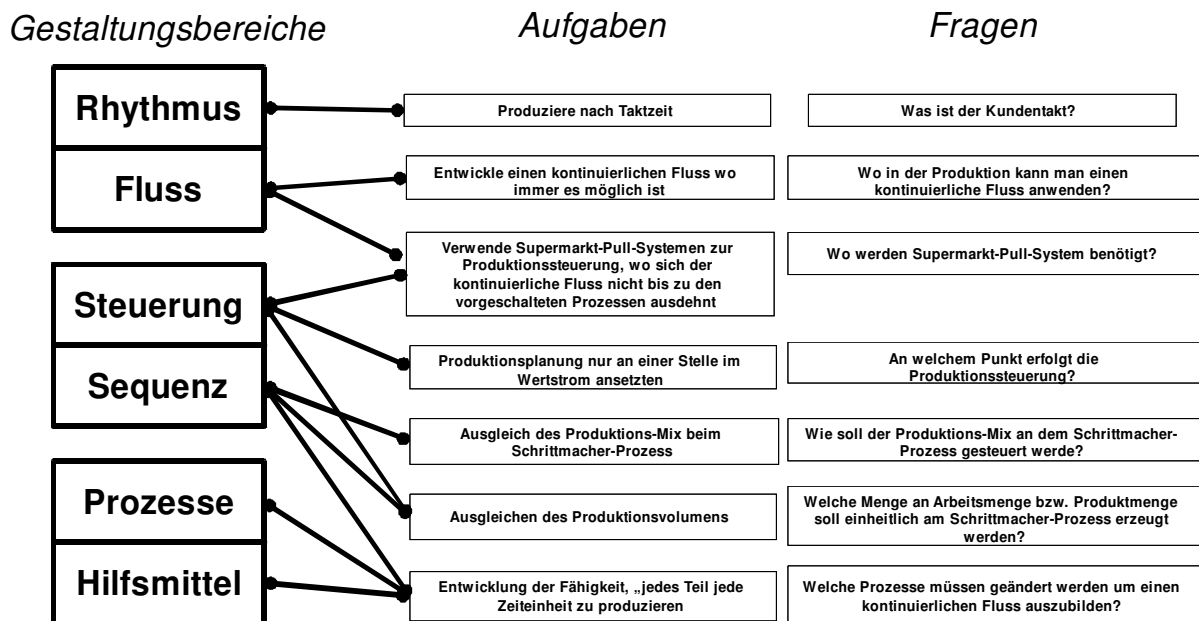 Gestaltungsbereiche
Aufgaben
Fragen
Rhythmus
Produziere nach Taktzeit
Was ist der Kundentakt?
Fluss
Entwickle einen kontinuierlichen Fluss wo
immer es möglich ist
Wo in der Produktion kann man einen
kontinuierliche Fluss anwenden?
Verwende Supermarkt-Pull-Systemen zur
Produktionssteuerung, wo sich der
kontinuierliche Fluss nicht bis zu den
vorgeschalteten Prozessen ausdehnt
Wo werden Supermarkt-Pull-System benötigt?
Steuerung
Produktionsplanung nur an einer Stelle im
Wertstrom ansetzten
An welchem Punkt erfolgt die
Produktionssteuerung?
Sequenz
Ausgleich des Produktions-Mix beim
Schrittmacher-Prozess
Wie soll der Produktions-Mix an dem Schrittmacher-
Prozess gesteuert werde?
Prozesse
Ausgleichen des Produktionsvolumens
Welche Menge an Arbeitsmenge bzw. Produktmenge
soll einheitlich am Schrittmacher-Prozess erzeugt
werden?
Hilfsmittel
Entwicklung der Fähigkeit, „jedes Teil jede
Zeiteinheit zu produzieren
Welche Prozesse müssen geändert werden um einen
kontinuierlichen Fluss auszubilden?